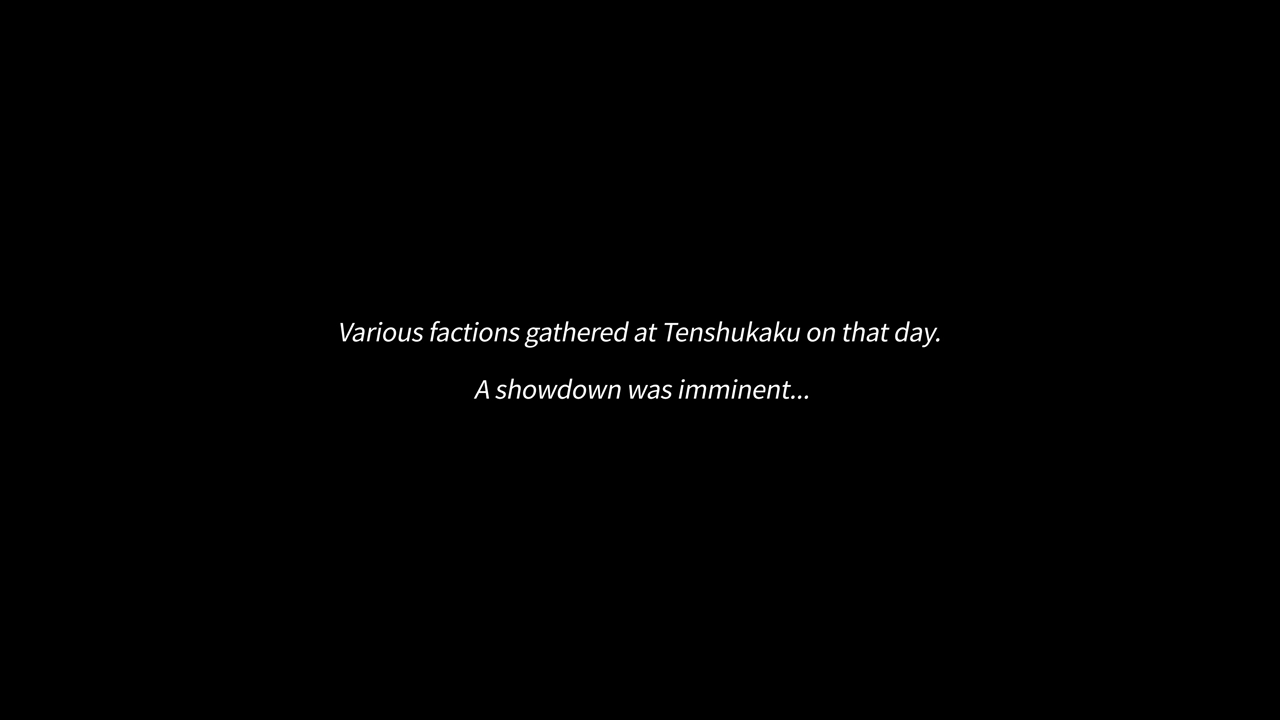 Various factions gathered at Tenshukaku on that day.
A showdown was imminent...